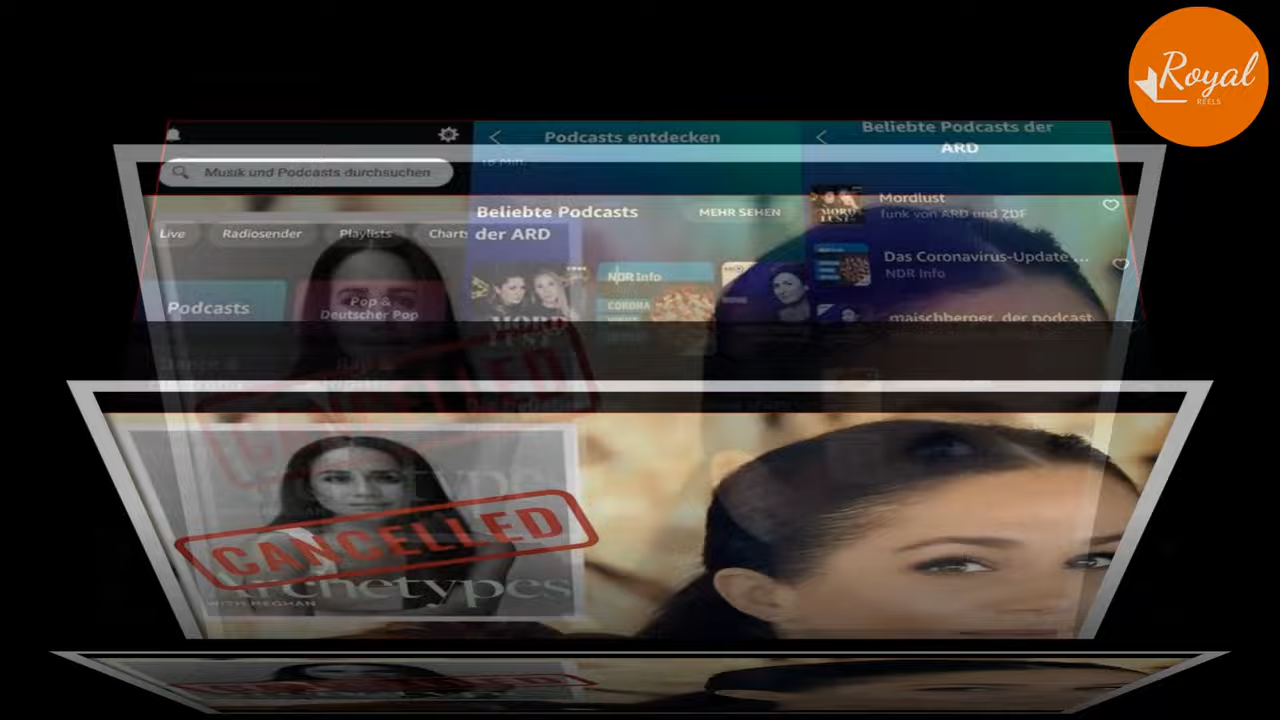 Royal
REELS
Podcasts entdecken
Beliebte Podcasts der
ARD
Musik und Podcasts durchsuchen
Mordlust
funk von ARD und ZDF
Beliebte Podcasts
der ARD
MEHR SEHEN
Live
Radiosender
Playlists
Charts
Das Coronavirus-Update ...
NDR Info
NDR Info
CORONA
Podcasts
Pop &
Deutscher Pop
MORD
LUST
maischberger. der podcast
CANCELLED
Archetypes
WITH MEGHAN